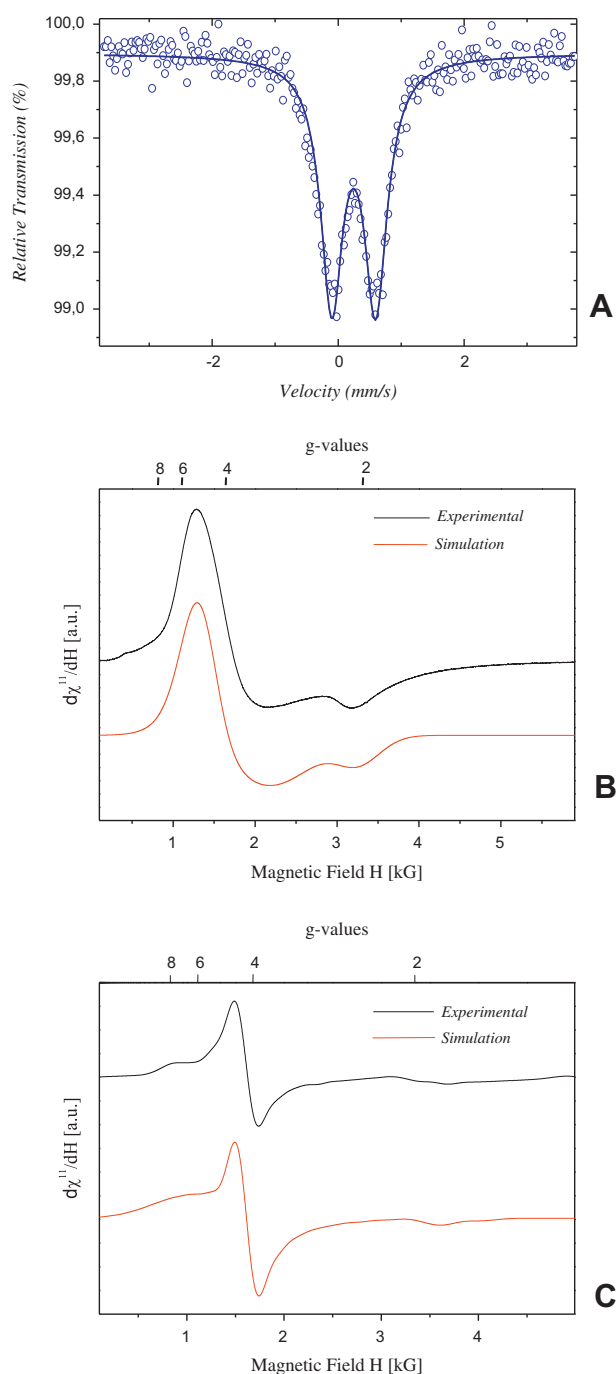 100,0
99,8
99,6
99,4
99,2
99,0
Relative Transmission (%)
-2 0 2
Velocity (mm/s)
A
g-values
8 6 4 2
Experimental
Simulation
dχ¹¹/dH [a.u.]
1 2 3 4 5
Magnetic Field H [kG]
B
g-values
8 6 4 2
Experimental
Simulation
dχ¹¹/dH [a.u.]
1 2 3 4
Magnetic Field H [kG]
C